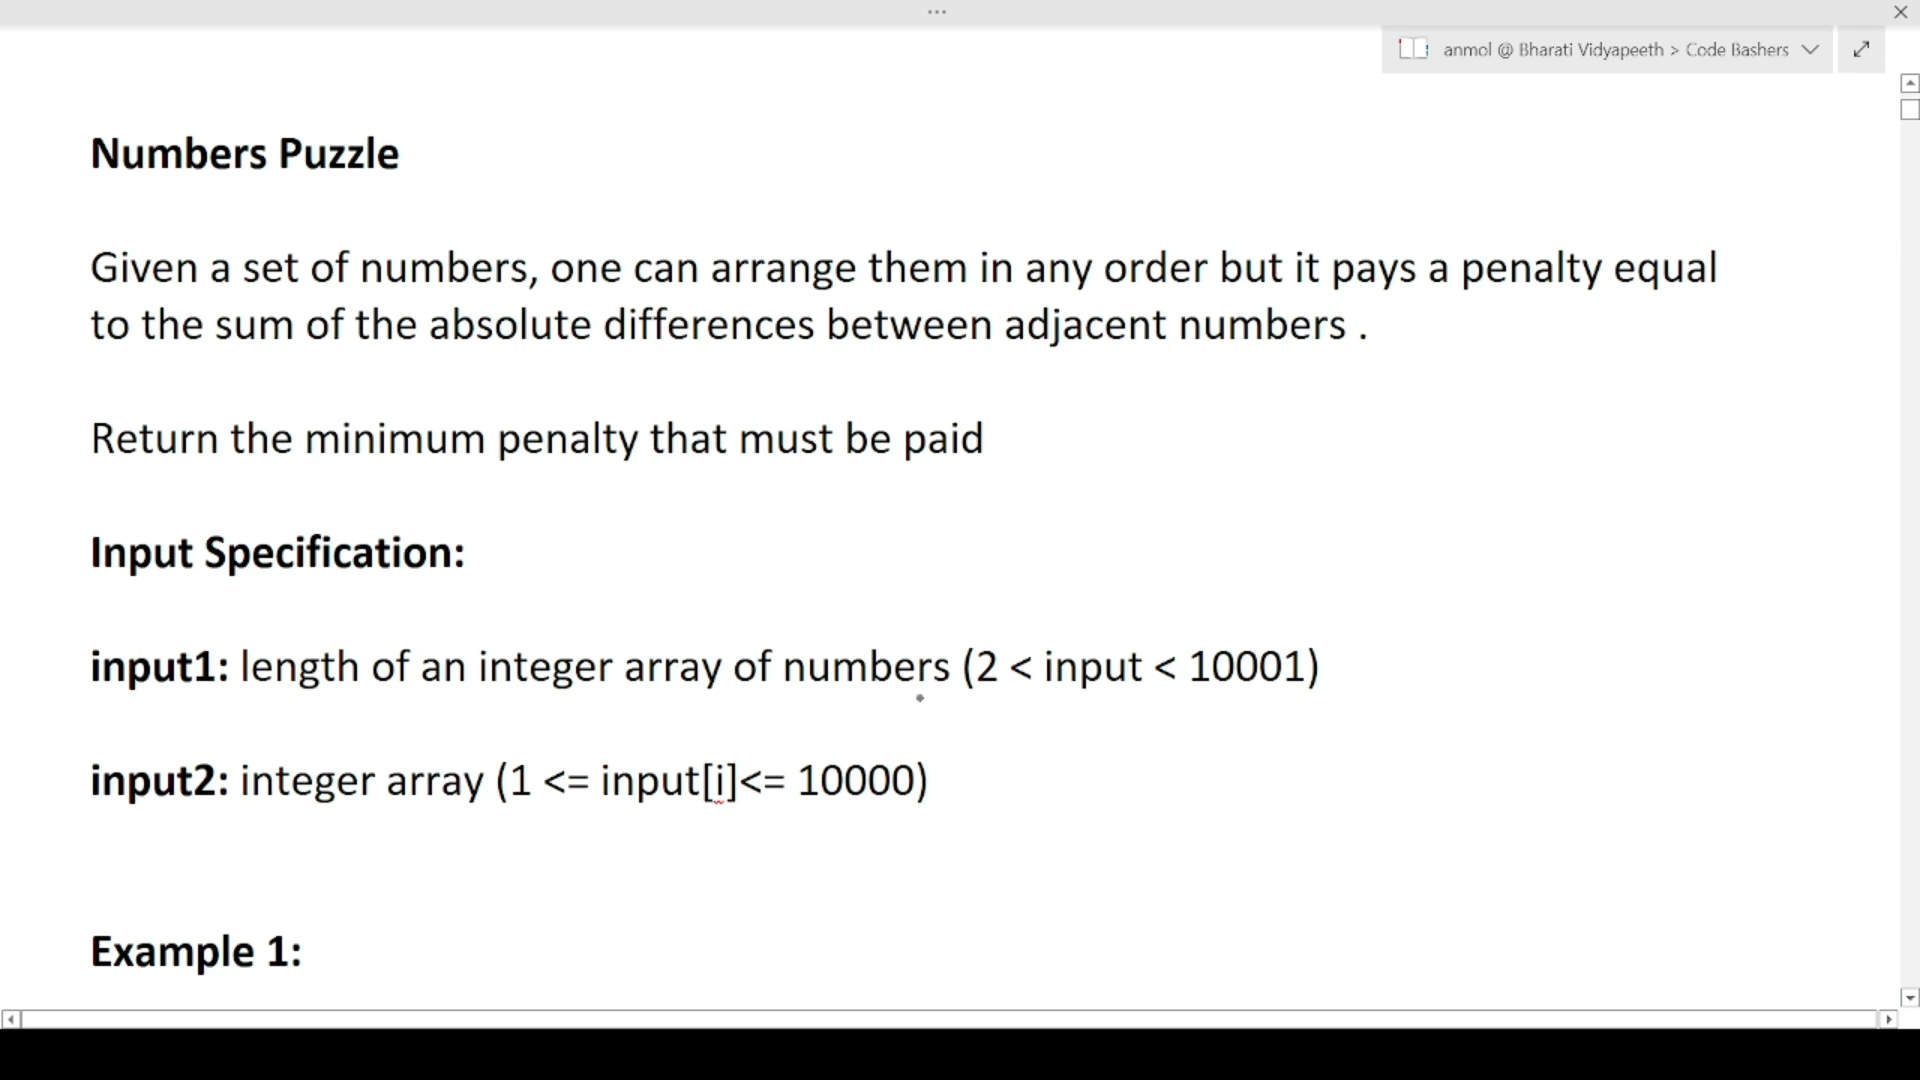 ...
anmol @ Bharati Vidyapeeth > Code Bashers
Numbers Puzzle
Given a set of numbers, one can arrange them in any order but it pays a penalty equal
to the sum of the absolute differences between adjacent numbers .
Return the minimum penalty that must be paid
Input Specification:
input1: length of an integer array of numbers (2 < input < 10001)
input2: integer array (1 <= input[i]<= 10000)
Example 1: